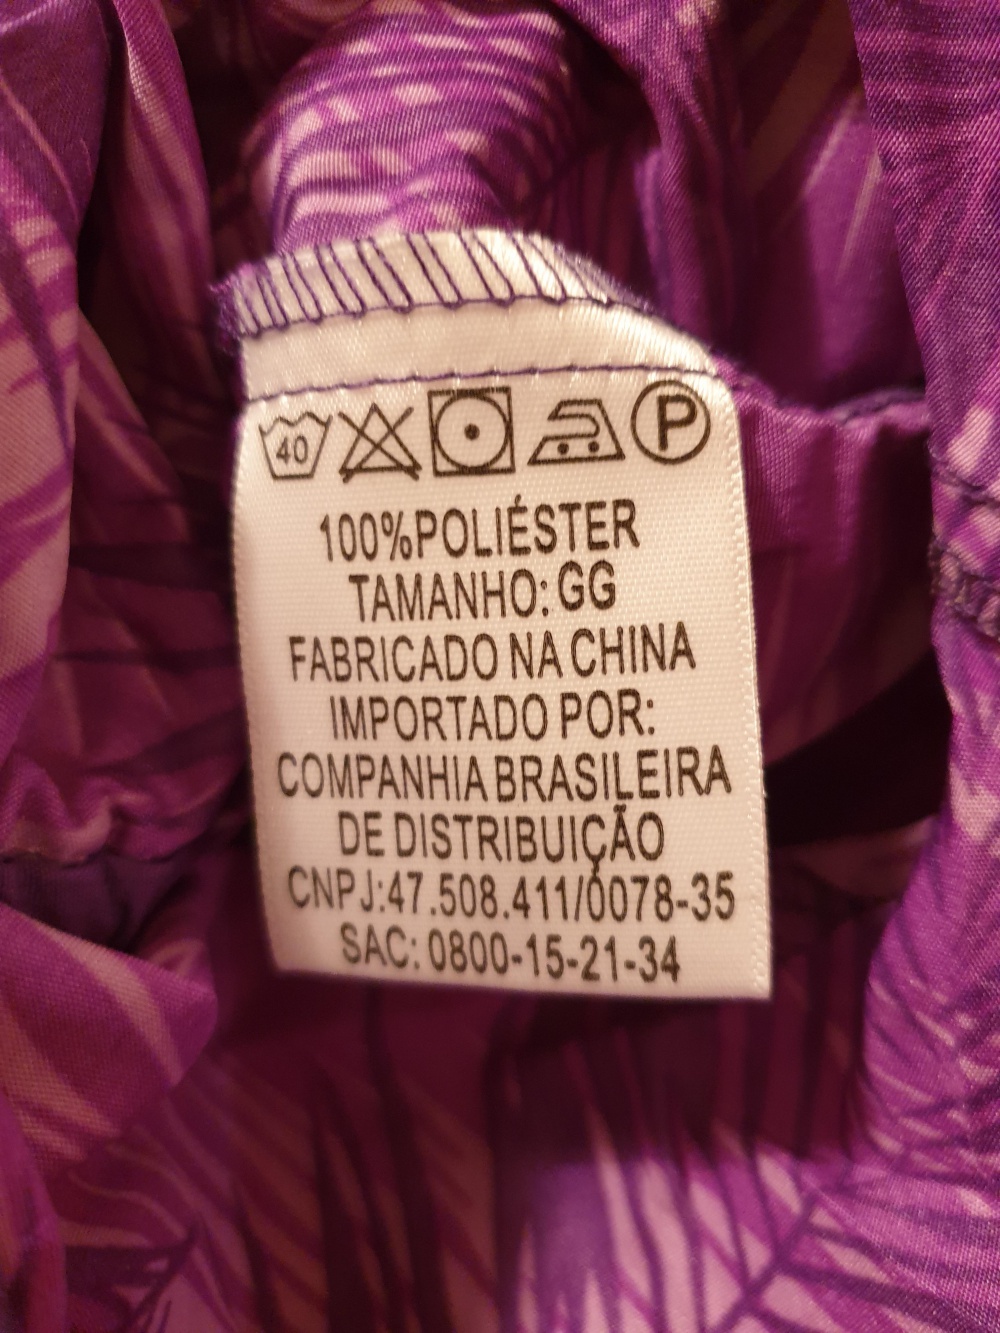 40 P
100%POLIÉSTER
TAMANHO: GG
FABRICADO NA CHINA
IMPORTADO POR:
COMPANHIA BRASILEIRA
DE DISTRIBUIÇÃO
CNPJ:47.508.411/0078-35
SAC: 0800-15-21-34